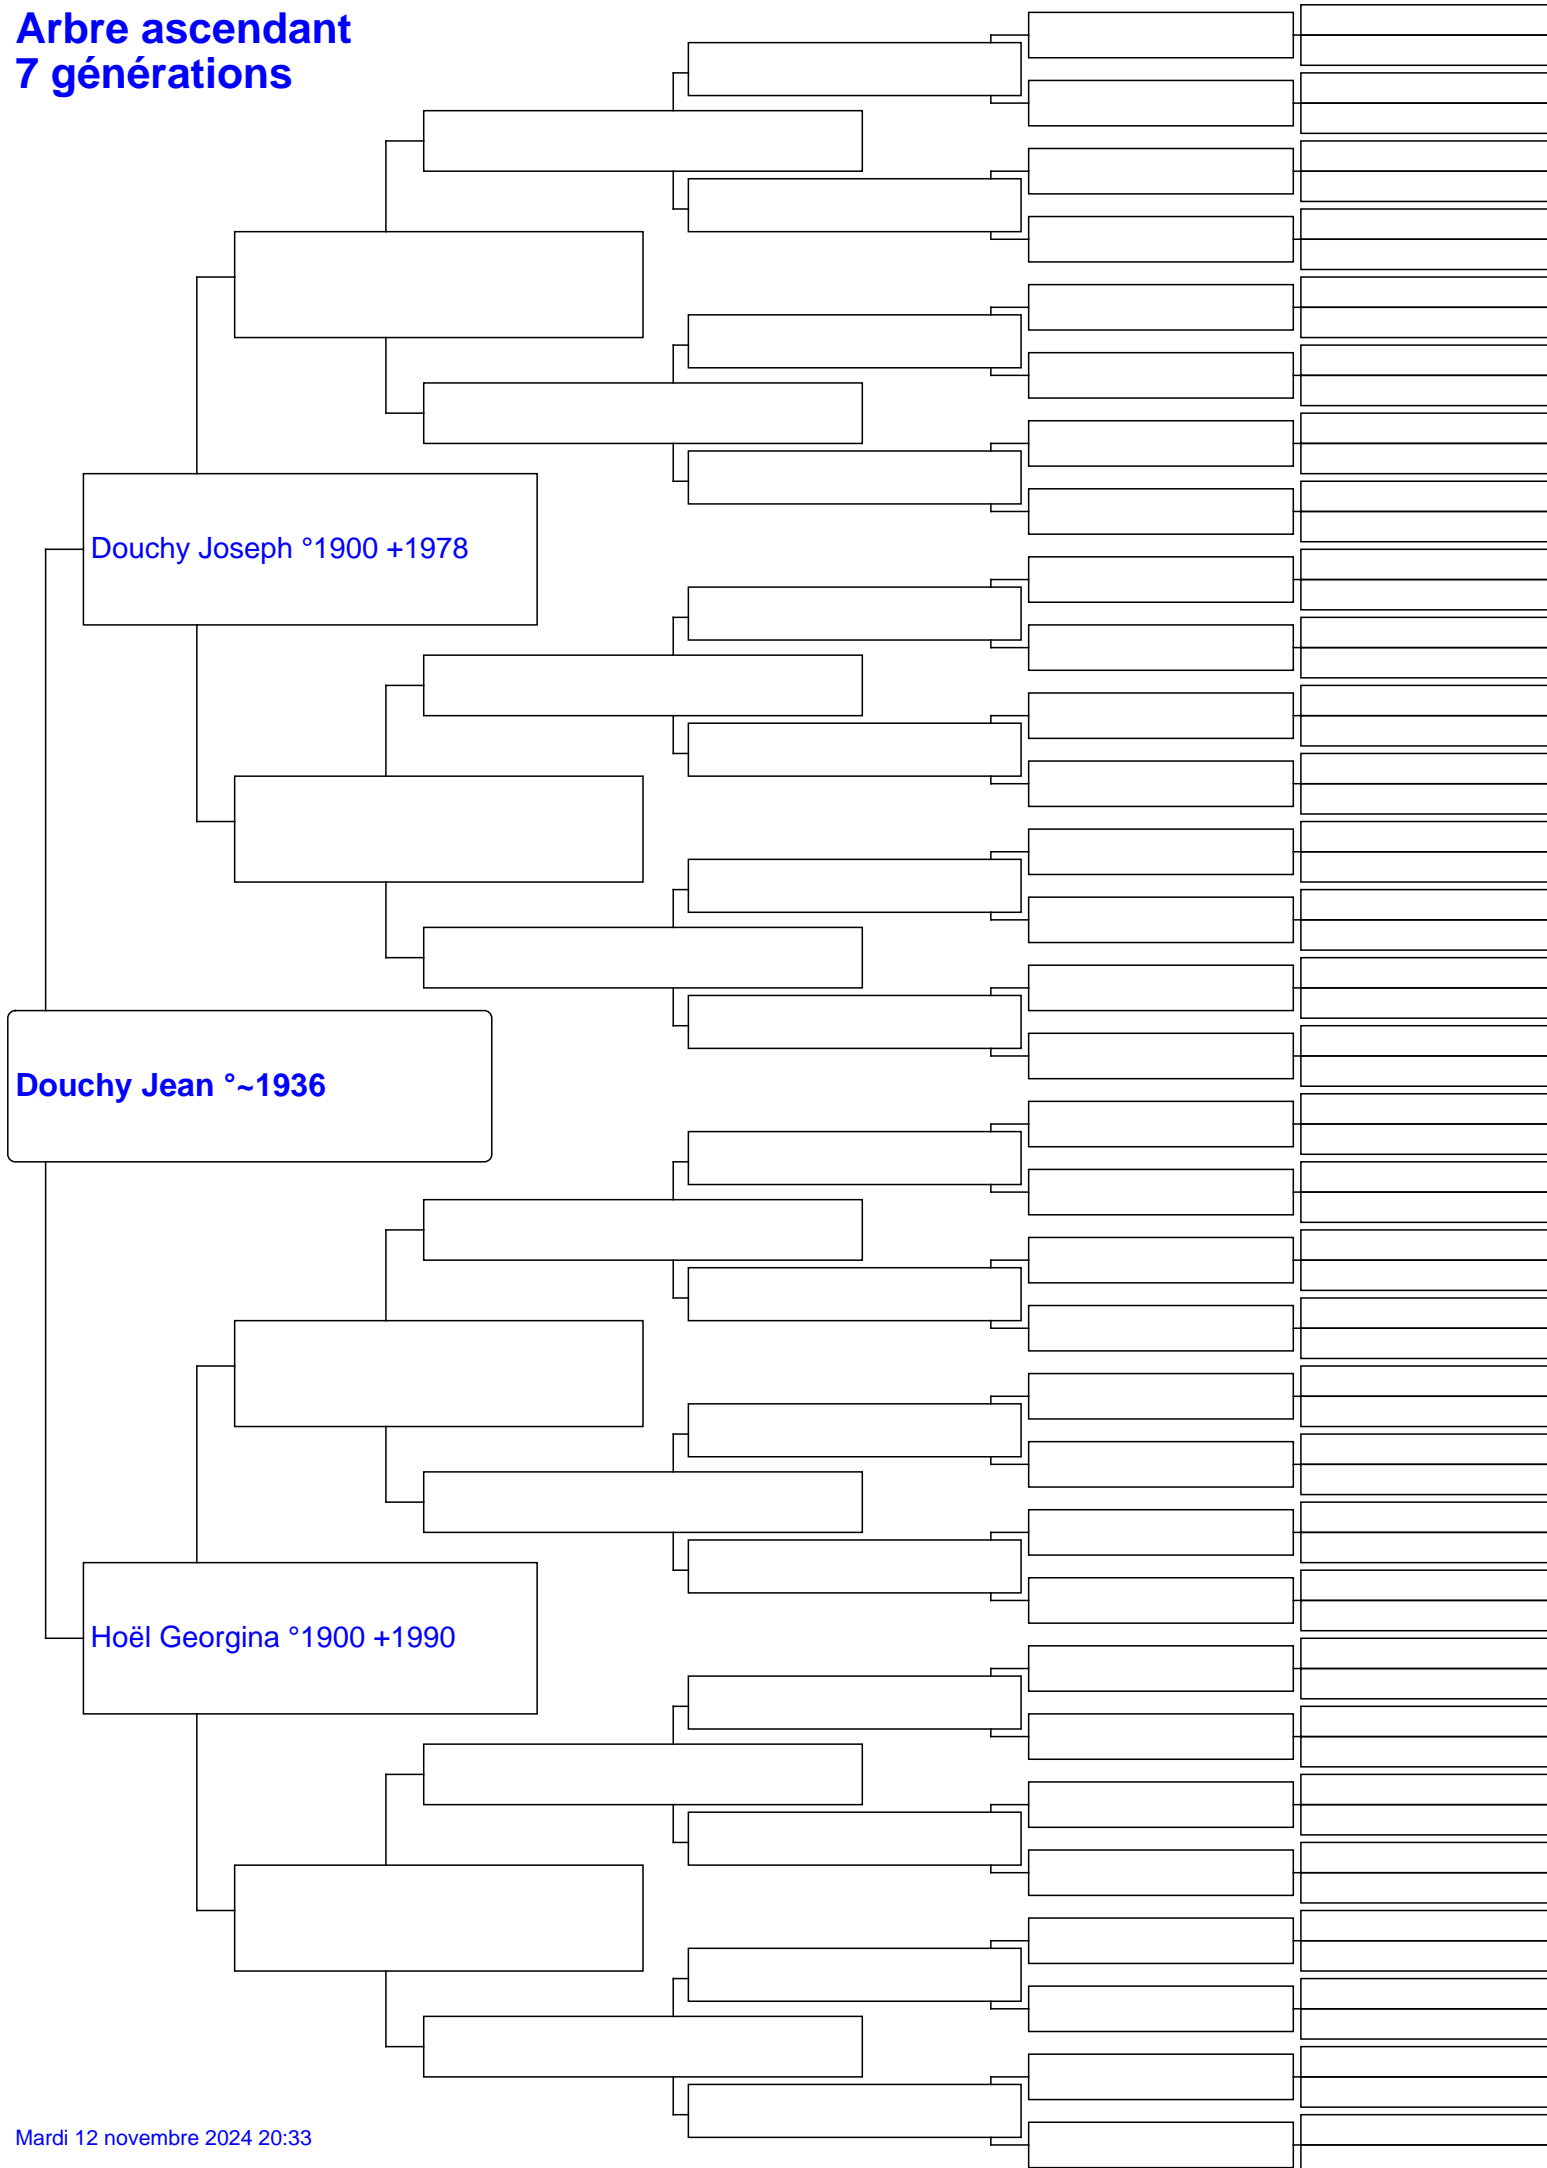 Arbre ascendant
7 générations
Douchy Joseph °1900 +1978
Douchy Jean °~1936
Hoël Georgina °1900 +1990
Mardi 12 novembre 2024 20:33